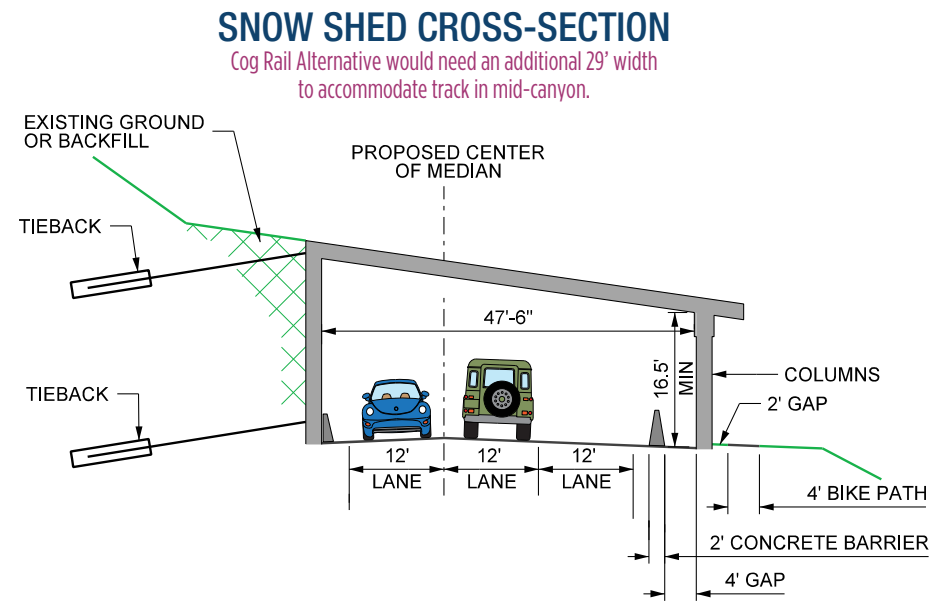 SNOW SHED CROSS-SECTION
Cog Rail Alternative would need an additional 29’ width
to accommodate track in mid-canyon.
EXISTING GROUND
OR BACKFILL
PROPOSED CENTER
OF MEDIAN
TIEBACK
47'-6"
16.5'
MIN
COLUMNS
TIEBACK
2' GAP
12'
LANE
12'
LANE
12'
LANE
4' BIKE PATH
2' CONCRETE BARRIER
4' GAP